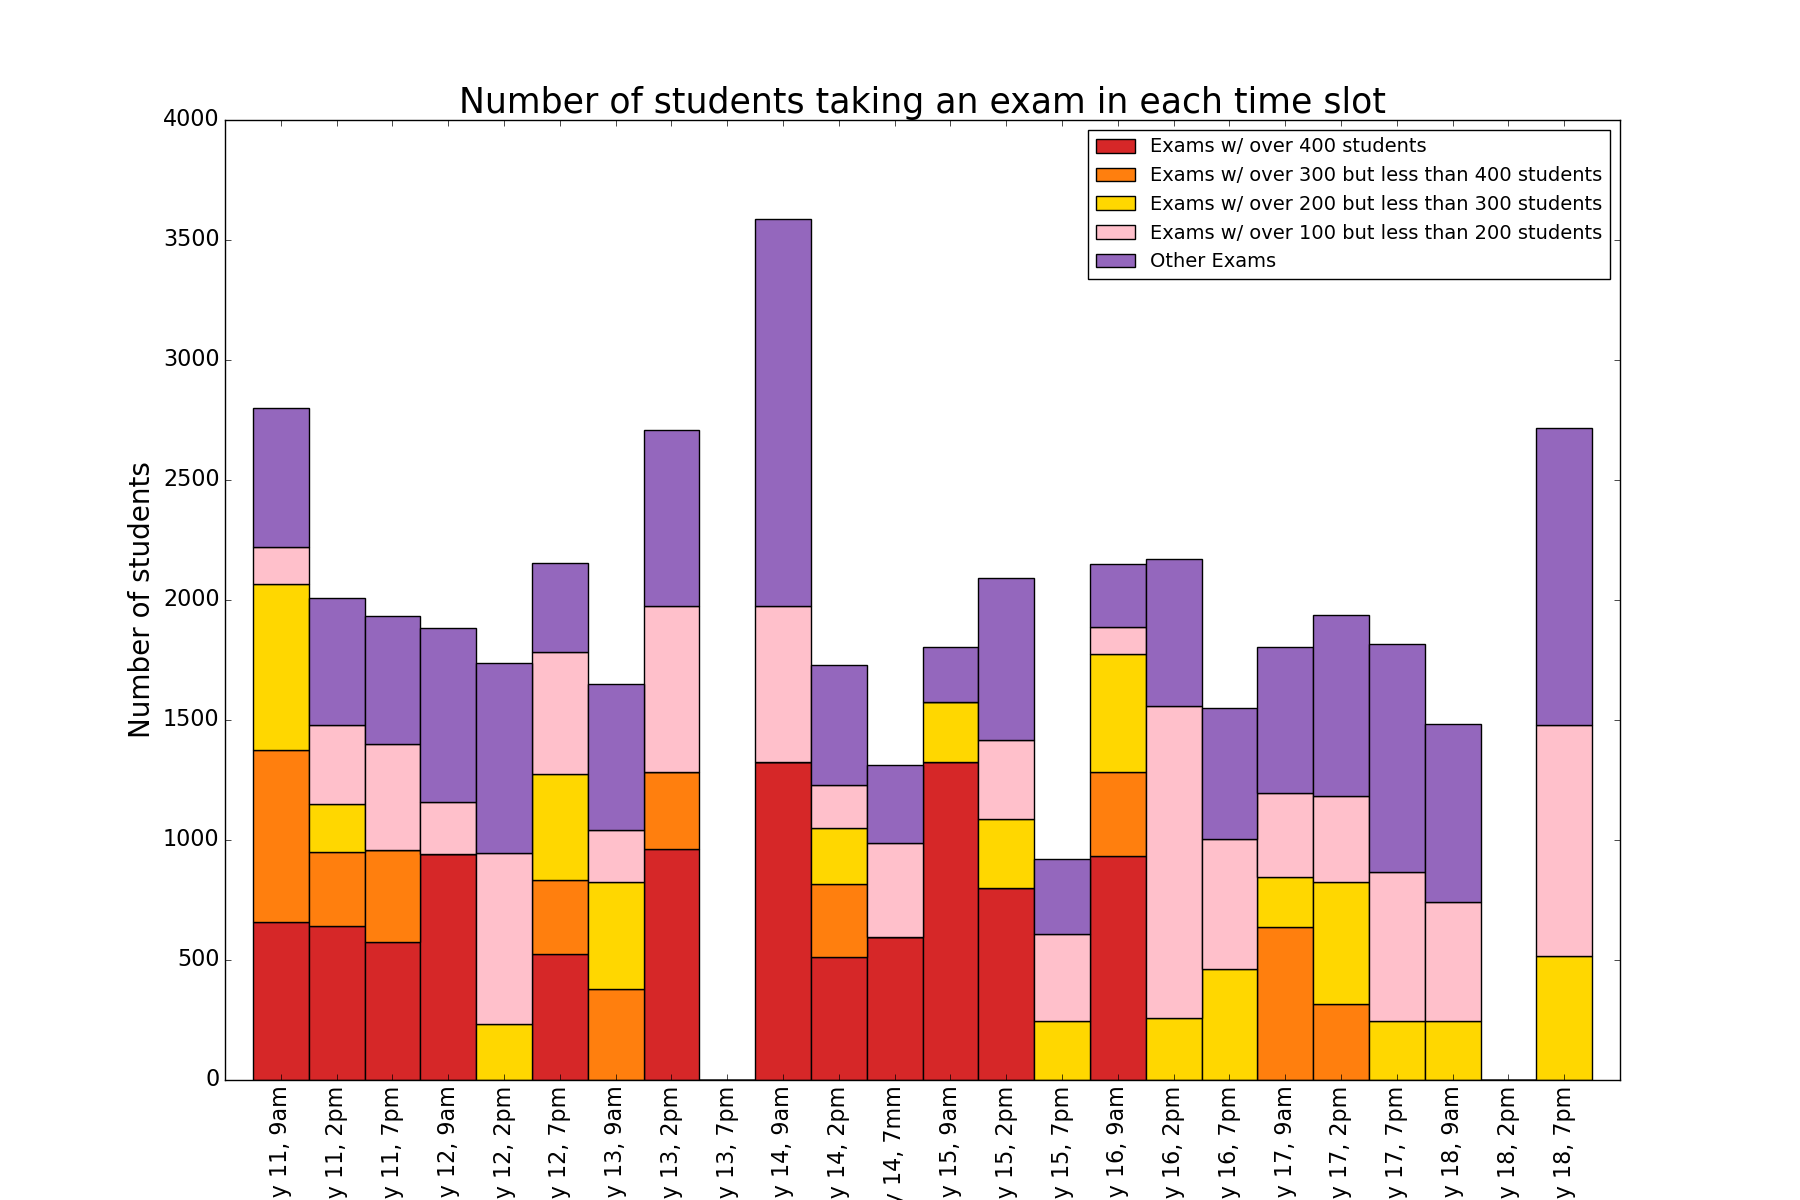 Number of students taking an exam in each time slot
Number of students
4000
3500
3000
2500
2000
1500
1000
500
0
Exams w/ over 400 students
Exams w/ over 300 but less than 400 students
Exams w/ over 200 but less than 300 students
Exams w/ over 100 but less than 200 students
Other Exams
y 11, 9am
y 11, 2pm
y 11, 7pm
y 12, 9am
y 12, 2pm
y 12, 7pm
y 13, 9am
y 13, 2pm
y 13, 7pm
y 14, 9am
y 14, 2pm
y 14, 7mm
y 15, 9am
y 15, 2pm
y 15, 7pm
y 16, 9am
y 16, 2pm
y 16, 7pm
y 17, 9am
y 17, 2pm
y 17, 7pm
y 18, 9am
y 18, 2pm
y 18, 7pm